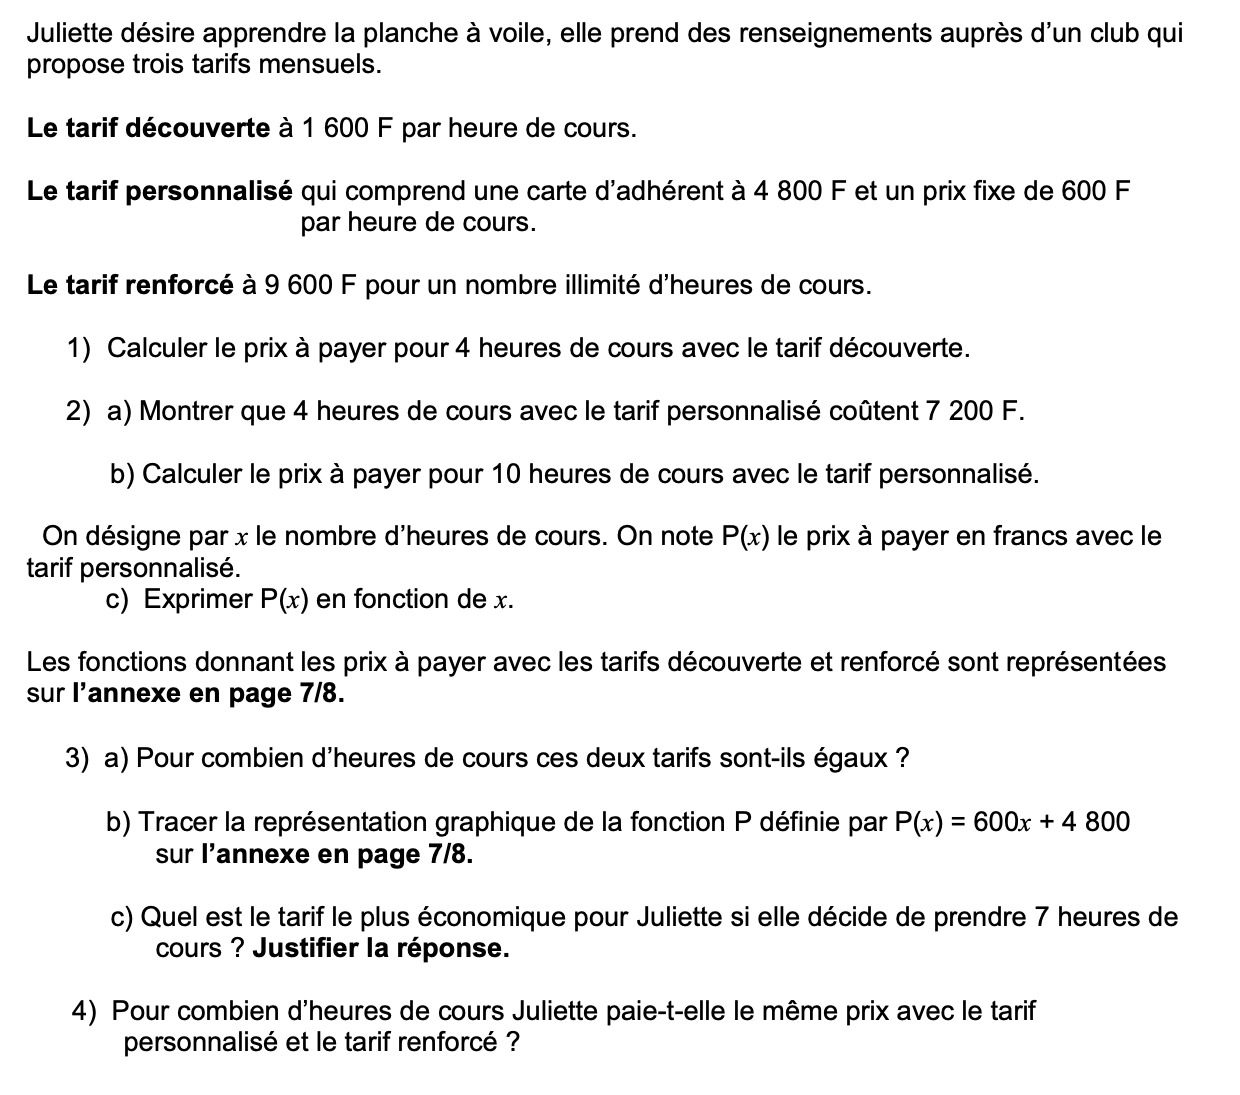 Juliette désire apprendre la planche à voile, elle prend des renseignements auprès d’un club qui
propose trois tarifs mensuels.
Le tarif découverte à 1 600 F par heure de cours.
Le tarif personnalisé qui comprend une carte d’adhérent à 4 800 F et un prix fixe de 600 F
par heure de cours.
Le tarif renforcé à 9 600 F pour un nombre illimité d’heures de cours.
1) Calculer le prix à payer pour 4 heures de cours avec le tarif découverte.
2) a) Montrer que 4 heures de cours avec le tarif personnalisé coûtent 7 200 F.
b) Calculer le prix à payer pour 10 heures de cours avec le tarif personnalisé.
On désigne par x le nombre d’heures de cours. On note P(x) le prix à payer en francs avec le
tarif personnalisé.
c) Exprimer P(x) en fonction de x.
Les fonctions donnant les prix à payer avec les tarifs découverte et renforcé sont représentées
sur l’annexe en page 7/8.
3) a) Pour combien d’heures de cours ces deux tarifs sont-ils égaux ?
b) Tracer la représentation graphique de la fonction P définie par P(x) = 600x + 4 800
sur l’annexe en page 7/8.
c) Quel est le tarif le plus économique pour Juliette si elle décide de prendre 7 heures de
cours ? Justifier la réponse.
4) Pour combien d’heures de cours Juliette paie-t-elle le même prix avec le tarif
personnalisé et le tarif renforcé ?